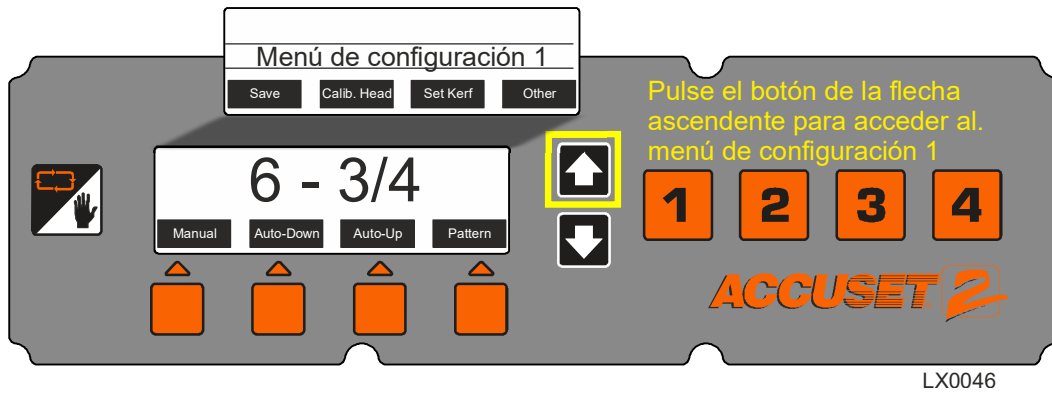 Menú de configuración 1
Save Calib. Head Set Kerf Other
Pulse el botón de la flecha
ascendente para acceder al.
menú de configuración 1
6 - 3/4
Manual Auto-Down Auto-Up Pattern
1 2 3 4
ACCUSET 2
LX0046